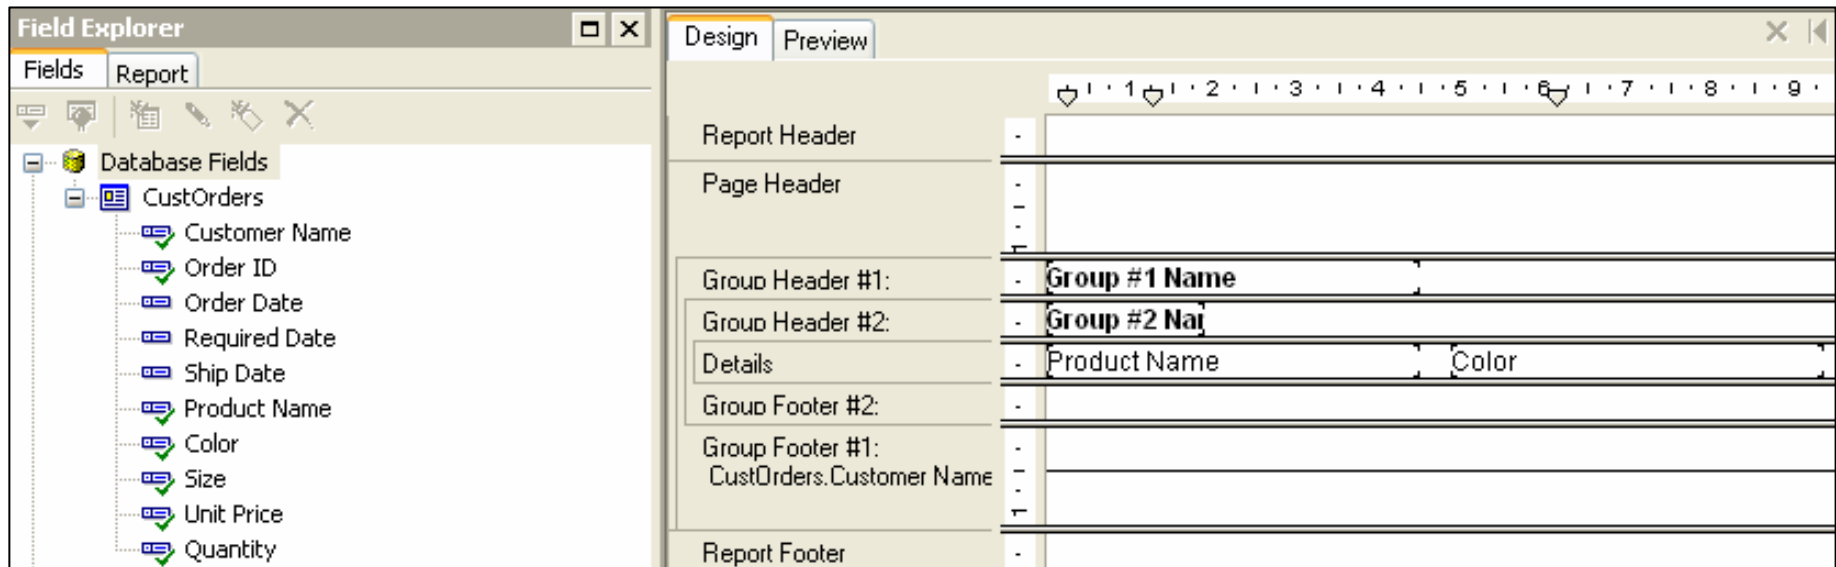 Field Explorer
Fields Report
Database Fields
CustOrders
Customer Name
Order ID
Order Date
Required Date
Ship Date
Product Name
Color
Size
Unit Price
Quantity
Design Preview
1 2 3 4 5 6 7 8 9
Report Header
Page Header
Group Header #1: Group #1 Name
Group Header #2: Group #2 Nai
Details Product Name Color
Group Footer #2:
Group Footer #1:
CustOrders.Customer Name
Report Footer